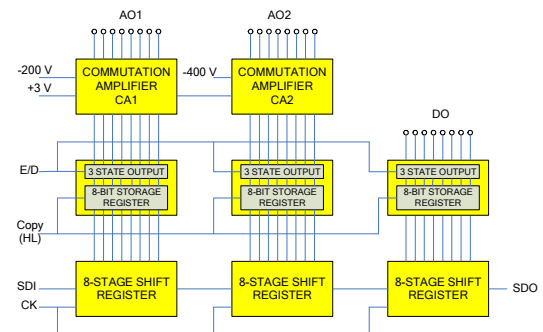 AO1
AO2
-200 V
+3 V
COMMUTATION
AMPLIFIER
CA1
-400 V
COMMUTATION
AMPLIFIER
CA2
DO
E/D
3 STATE OUTPUT
8-BIT STORAGE
REGISTER
3 STATE OUTPUT
8-BIT STORAGE
REGISTER
3 STATE OUTPUT
8-BIT STORAGE
REGISTER
Copy
(HL)
SDI
CK
8-STAGE SHIFT
REGISTER
8-STAGE SHIFT
REGISTER
8-STAGE SHIFT
REGISTER
SDO